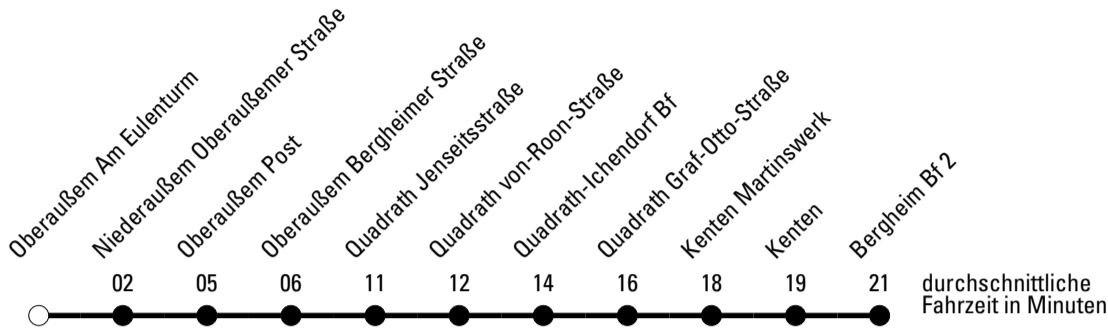 Oberaußem Am Eulenturm
Niederaußem Oberaußemer Straße
Oberaußem Post
Oberaußem Bergheimer Straße
Quadrath Jenseitsstraße
Quadrath von-Roon-Straße
Quadrath-Ichendorf Bf
Quadrath Graf-Otto-Straße
Kenten Martinswerk
Kenten
Bergheim Bf 2
02 05 06 11 12 14 16 18 19 21
durchschnittliche
Fahrzeit in Minuten